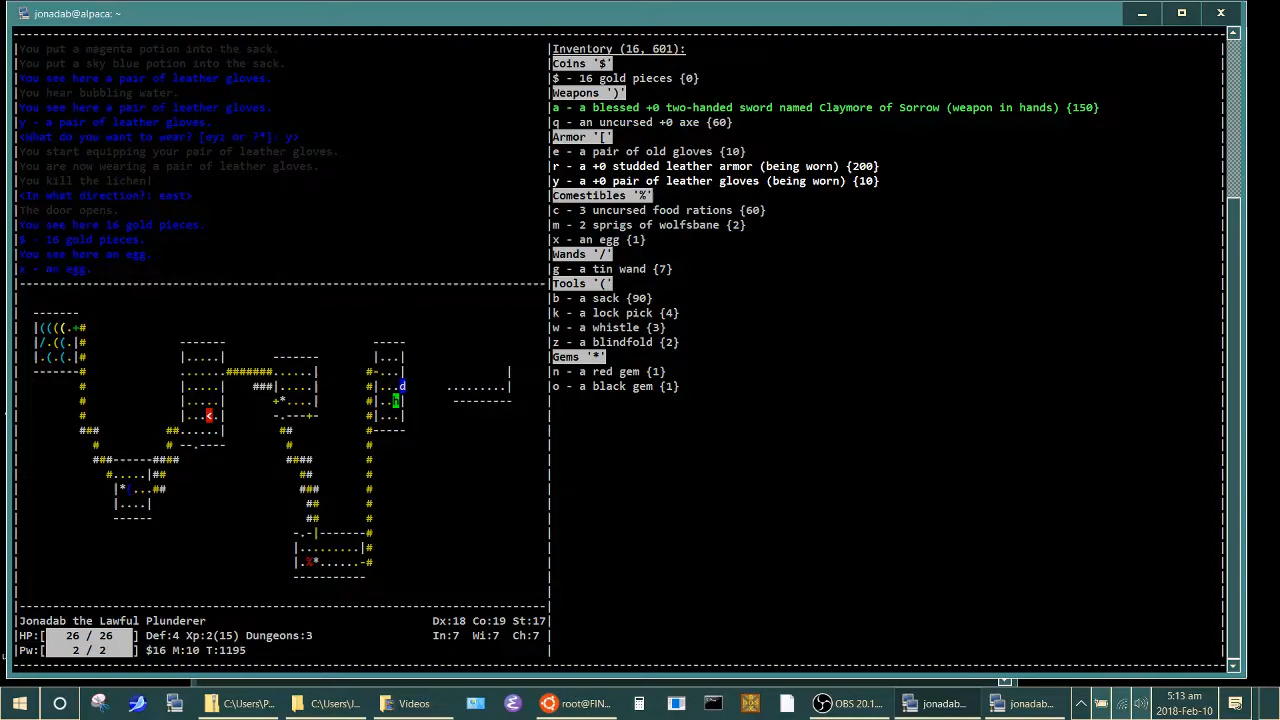 jonadab@alpaca: ~
You put a magenta potion into the sack.
You put a sky blue potion into the sack.
You see here a pair of leather gloves.
You hear bubbling water.
You see here a pair of leather gloves.
y - a pair of leather gloves.
<What do you want to wear? [eyz or ?*]: y>
You start equipping your pair of leather gloves.
You are now wearing a pair of leather gloves.
You kill the lichen!
<In what direction?: east>
The door opens.
You see here 16 gold pieces.
$ - 16 gold pieces.
You see here an egg.
x - an egg.
Inventory (16, 601):
Coins '$'
$ - 16 gold pieces {0}
Weapons ')'
a - a blessed +0 two-handed sword named Claymore of Sorrow (weapon in hands) {150}
q - an uncursed +0 axe {60}
Armor '['
e - a pair of old gloves {10}
r - a +0 studded leather armor (being worn) {200}
y - a +0 pair of leather gloves (being worn) {10}
Comestibles '%'
c - 3 uncursed food rations {60}
m - 2 sprigs of wolfsbane {2}
x - an egg {1}
Wands '/'
g - a tin wand {7}
Tools '('
b - a sack {90}
k - a lock pick {4}
w - a whistle {3}
z - a blindfold {2}
Gems '*'
n - a red gem {1}
o - a black gem {1}
Jonadab the Lawful Plunderer
Dx:18 Co:19 St:17
HP:[ 26 / 26 ] Def:4 Xp:2(15) Dungeons:3
In:7 Wi:7 Ch:7
Pw:[ 2 / 2 ] $16 M:10 T:1195
C:\Users\P...
C:\Users\J...
Videos
root@FIN...
OBS 20.1...
jonadab...
jonadab...
5:13 am
2018-Feb-10